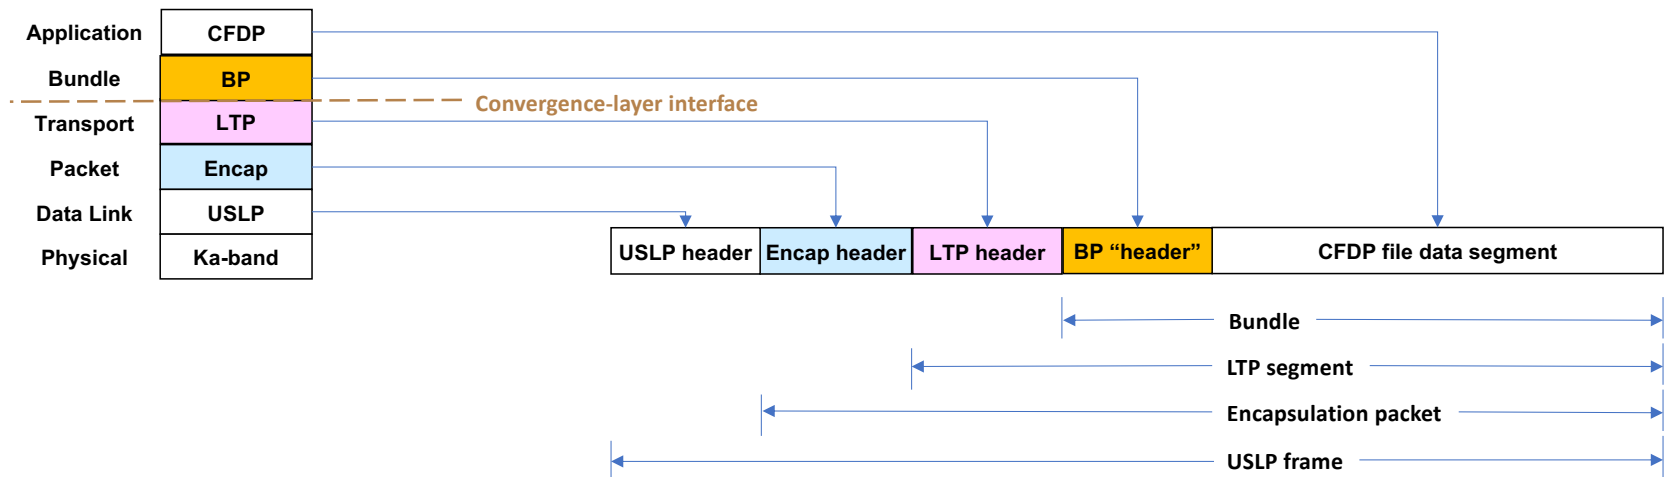 Application CFDP
Bundle BP
Convergence-layer interface
Transport LTP
Packet Encap
Data Link USLP
Physical Ka-band
USLP header Encap header LTP header BP “header” CFDP file data segment
Bundle
LTP segment
Encapsulation packet
USLP frame